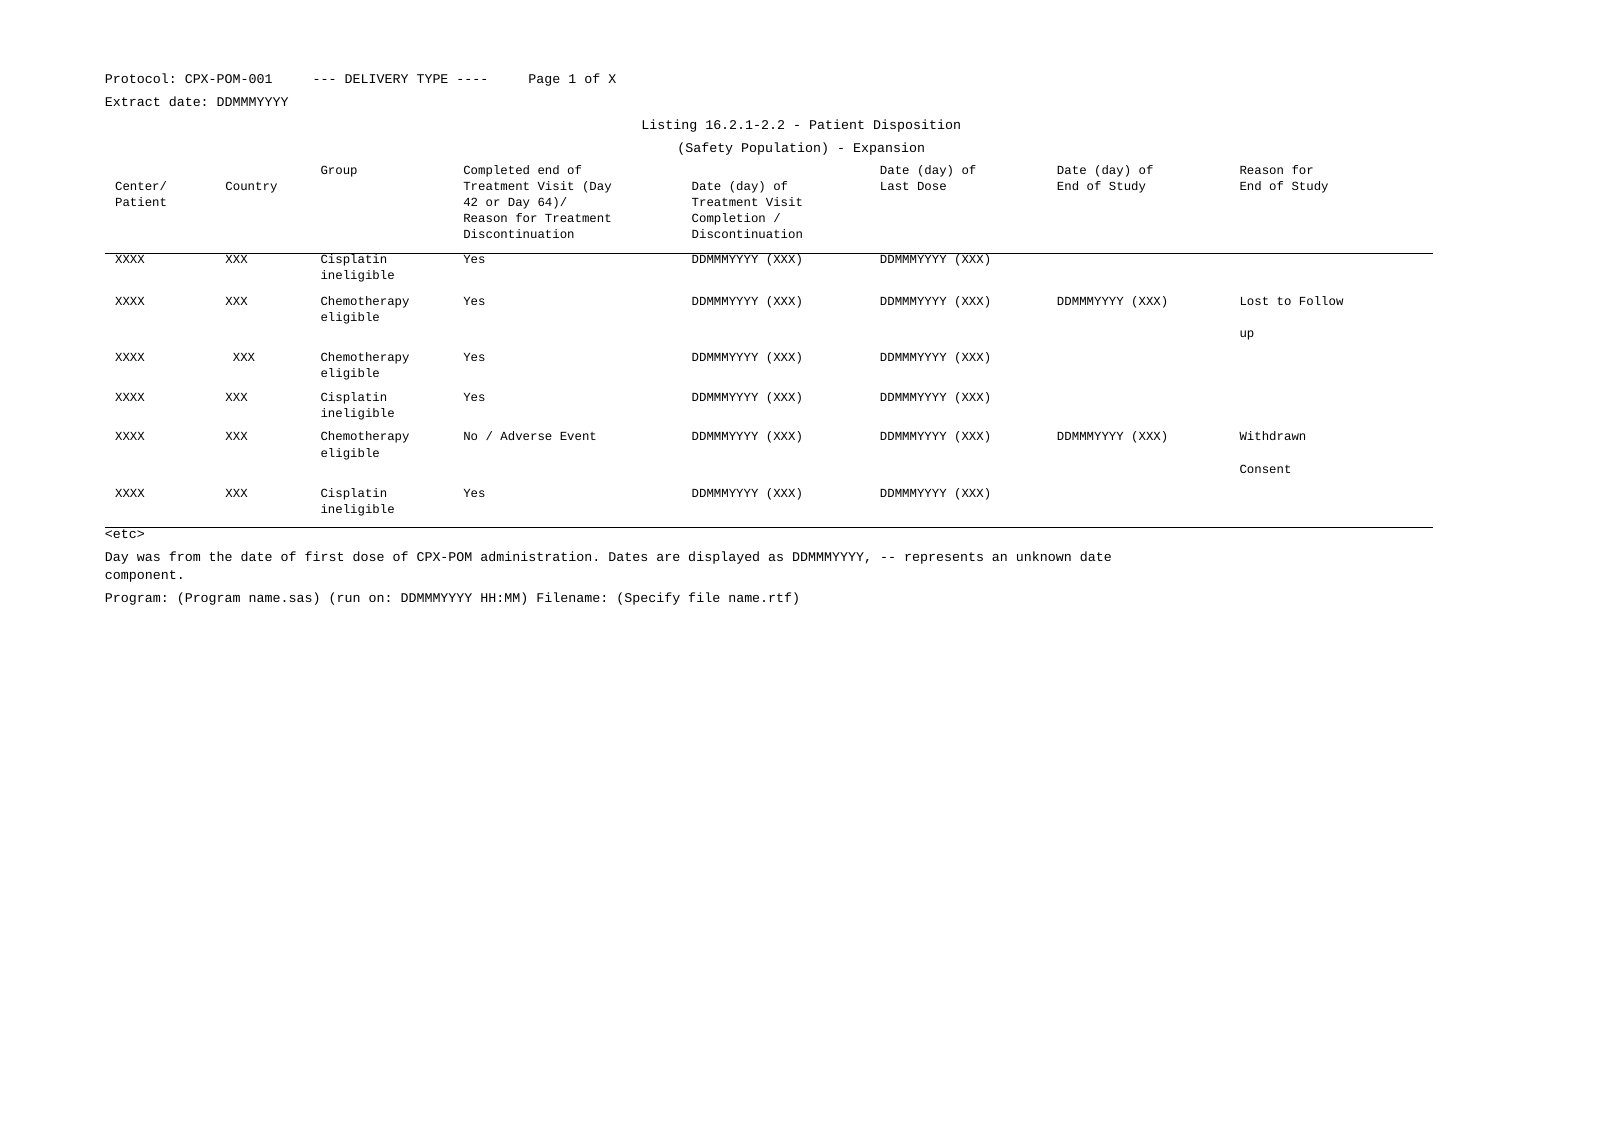 Protocol: CPX-POM-001     --- DELIVERY TYPE ----     Page 1 of X
Extract date: DDMMMYYYY
Listing 16.2.1-2.2 - Patient Disposition
(Safety Population) - Expansion
Group     Completed end of     Date (day) of     Date (day) of     Reason for
Center/     Country     Treatment Visit (Day     Date (day) of     Last Dose     End of Study     End of Study
Patient     42 or Day 64)/     Treatment Visit
Reason for Treatment     Completion /
Discontinuation     Discontinuation
XXXX     XXX     Cisplatin     Yes     DDMMMYYYY (XXX)     DDMMMYYYY (XXX)
ineligible
XXXX     XXX     Chemotherapy     Yes     DDMMMYYYY (XXX)     DDMMMYYYY (XXX)     DDMMMYYYY (XXX)     Lost to Follow
eligible
up
XXXX     XXX     Chemotherapy     Yes     DDMMMYYYY (XXX)     DDMMMYYYY (XXX)
eligible
XXXX     XXX     Cisplatin     Yes     DDMMMYYYY (XXX)     DDMMMYYYY (XXX)
ineligible
XXXX     XXX     Chemotherapy     No / Adverse Event     DDMMMYYYY (XXX)     DDMMMYYYY (XXX)     DDMMMYYYY (XXX)     Withdrawn
eligible
Consent
XXXX     XXX     Cisplatin     Yes     DDMMMYYYY (XXX)     DDMMMYYYY (XXX)
ineligible
<etc>
Day was from the date of first dose of CPX-POM administration. Dates are displayed as DDMMMYYYY, -- represents an unknown date
component.
Program: (Program name.sas) (run on: DDMMMYYYY HH:MM) Filename: (Specify file name.rtf)